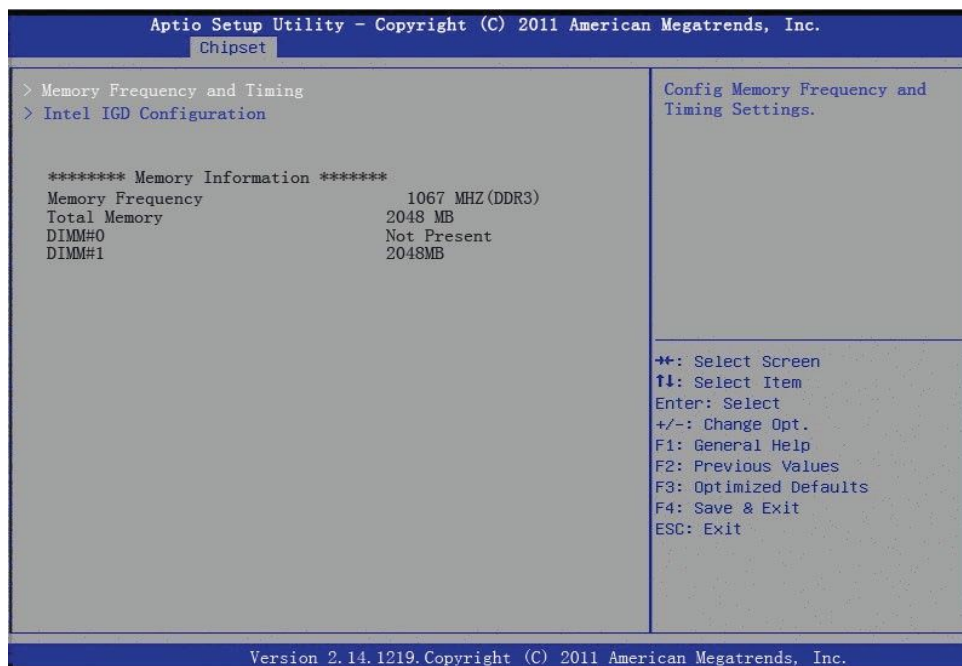 Aptio Setup Utility - Copyright (C) 2011 American Megatrends, Inc.
Chipset
> Memory Frequency and Timing
> Intel IGD Configuration
******** Memory Information *******
Memory Frequency 1067 MHZ(DDR3)
Total Memory 2048 MB
DIMM#0 Not Present
DIMM#1 2048MB
Config Memory Frequency and
Timing Settings.
→←: Select Screen
↑↓: Select Item
Enter: Select
+/-: Change Opt.
F1: General Help
F2: Previous Values
F3: Optimized Defaults
F4: Save & Exit
ESC: Exit
Version 2.14.1219.Copyright (C) 2011 American Megatrends, Inc.